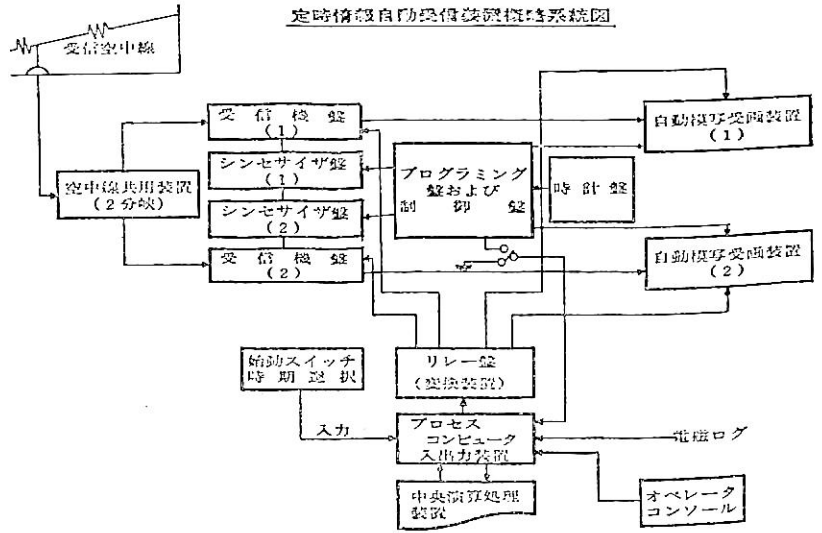 定時情報自動受信装置概略系統図
受信空中線
受信機盤
(1)
シンセサイザ盤
(1)
シンセサイザ盤
(2)
受信機盤
(2)
空中線共用装置
(2分岐)
プログラミング
盤および
制御盤
時計盤
自動模写受画装置
(1)
自動模写受画装置
(2)
始動スイッチ
時期選択
リレー盤
(変換装置)
入力
プロセス
コンピュータ
入出力装置
電磁ログ
中央演算処理
装置
オペレータ
コンソール